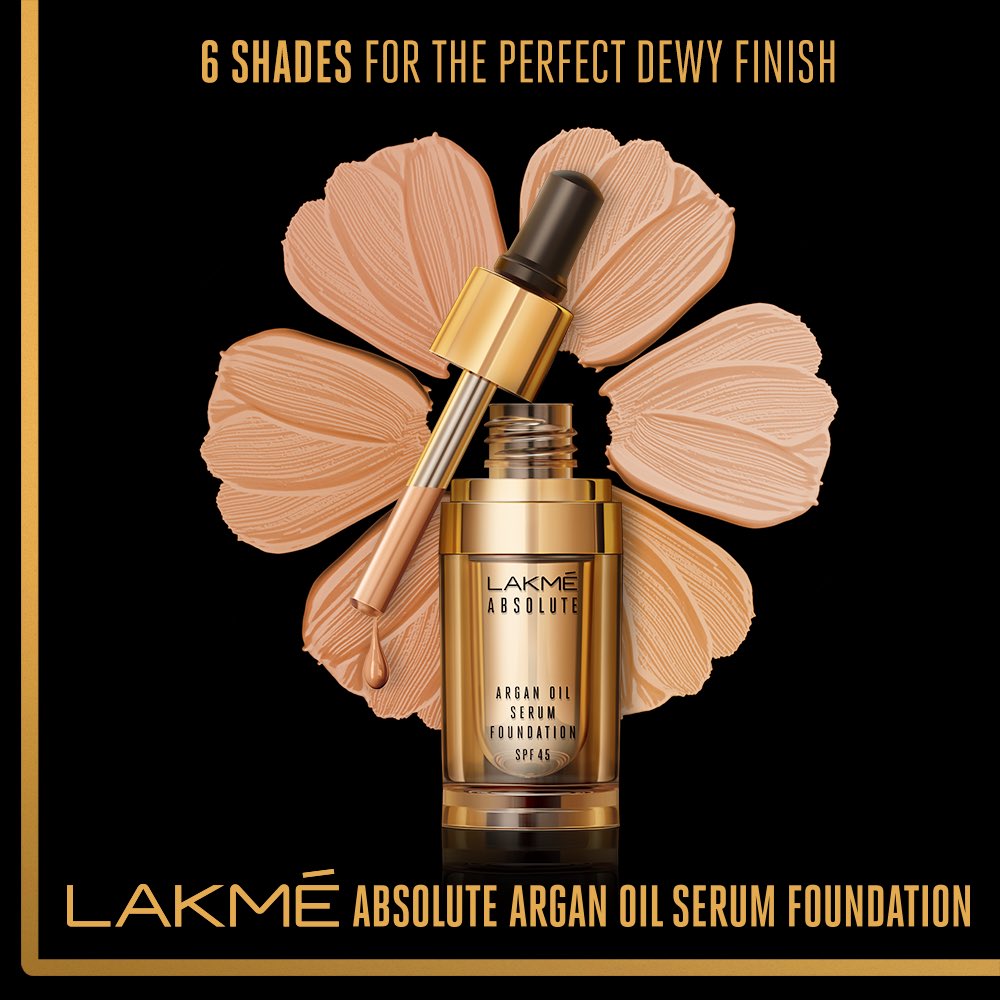 6 SHADES FOR THE PERFECT DEWY FINISH
LAKMÉ
ABSOLUTE
ARGAN OIL
SERUM
FOUNDATION
SPF 45
LAKMÉ ABSOLUTE ARGAN OIL SERUM FOUNDATION